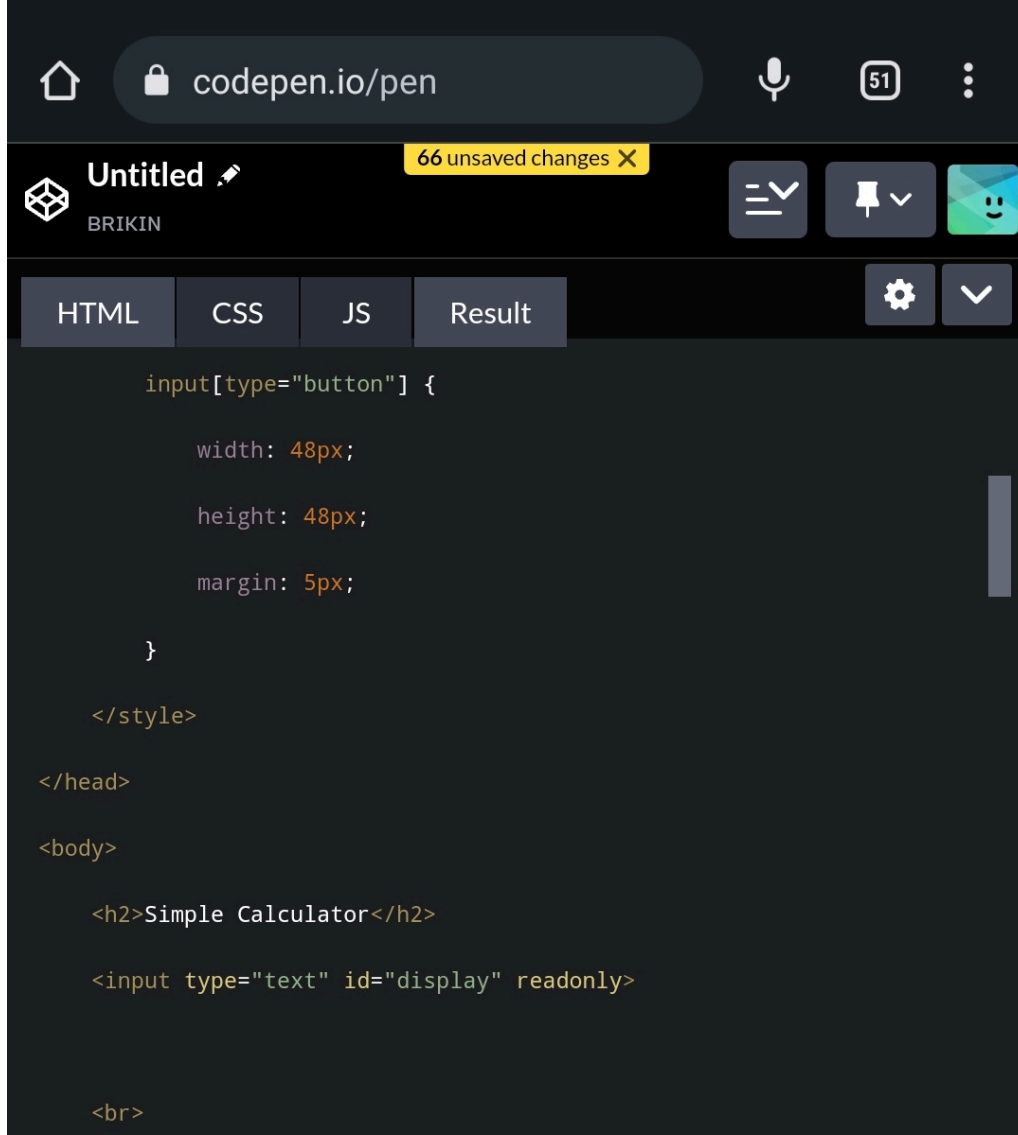 codepen.io/pen
51
Untitled
66 unsaved changes
BRIKIN
HTML CSS JS Result
input[type="button"] {
width: 48px;
height: 48px;
margin: 5px;
}
</style>
</head>
<body>
<h2>Simple Calculator</h2>
<input type="text" id="display" readonly>
<br>